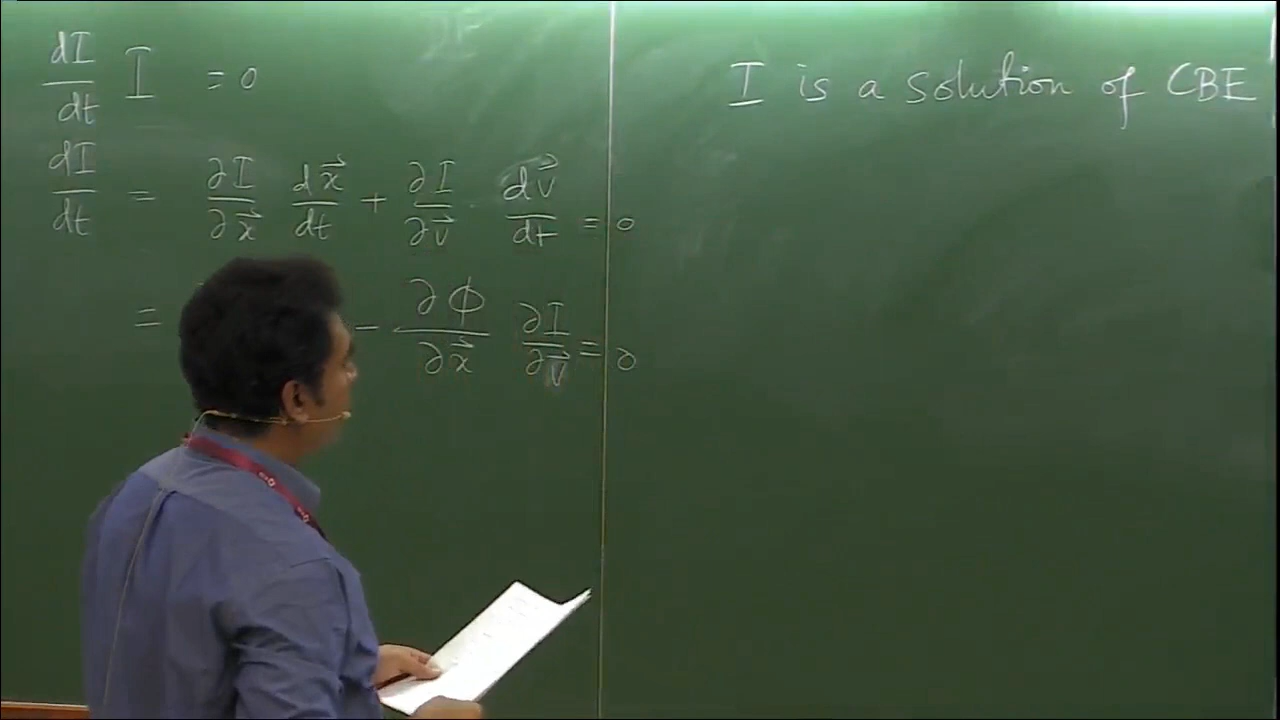 dI/dt I = 0
dI/dt = ∂I/∂x⃗ dx⃗/dt + ∂I/∂v⃗ · dv⃗/dt = 0
= - ∂ϕ/∂x⃗ ∂I/∂v⃗ = 0
I is a solution of CBE